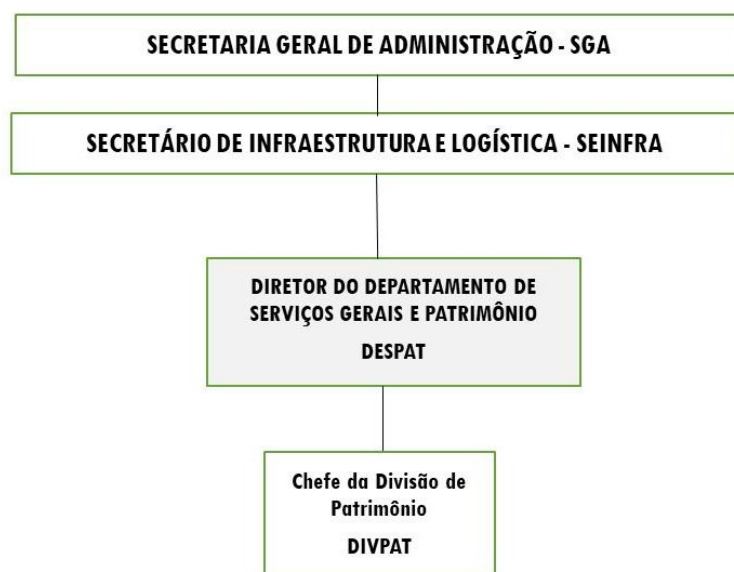 SECRETARIA GERAL DE ADMINISTRAÇÃO - SGA
SECRETÁRIO DE INFRAESTRUTURA E LOGÍSTICA - SEINFRA
DIRETOR DO DEPARTAMENTO DE
SERVIÇOS GERAIS E PATRIMÔNIO
DESPAT
Chefe da Divisão de
Patrimônio
DIVPAT